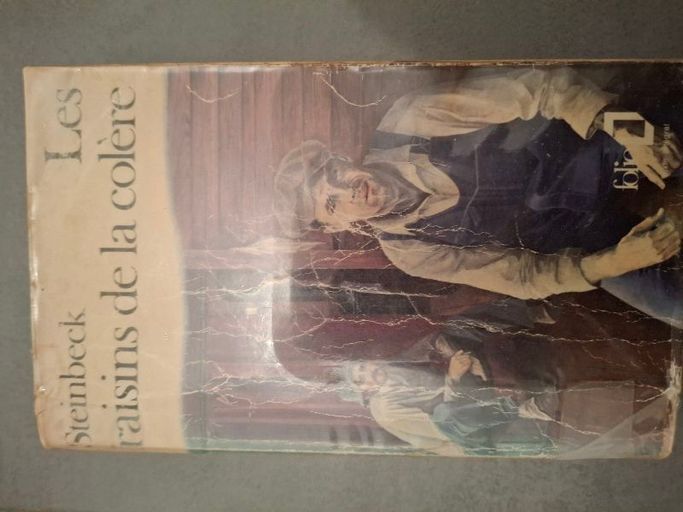 Steinbeck
Les
raisins de la colère
folio